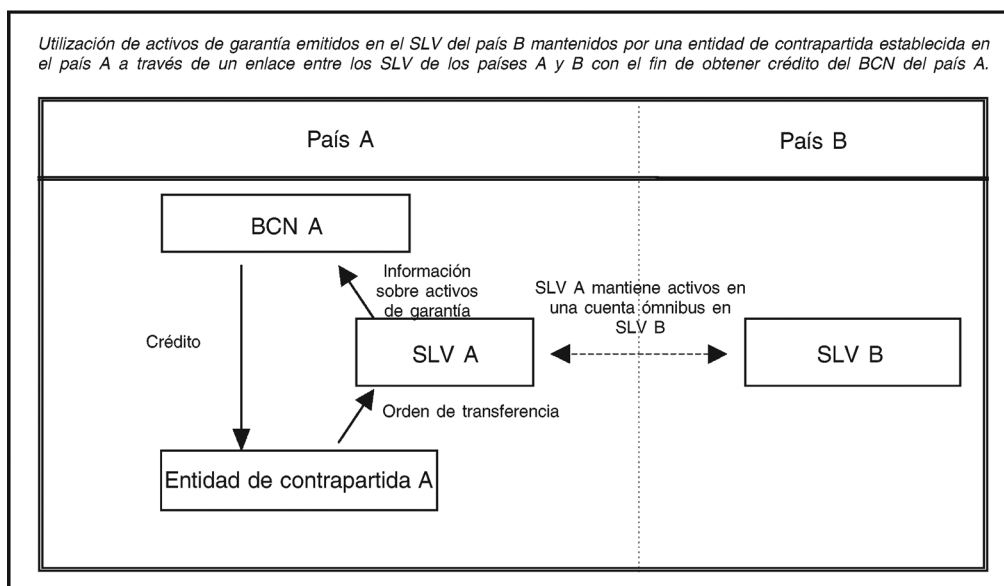 Utilización de activos de garantía emitidos en el SLV del país B mantenidos por una entidad de contrapartida establecida en
el país A a través de un enlace entre los SLV de los países A y B con el fin de obtener crédito del BCN del país A.
País A
País B
BCN A
Información
sobre activos
de garantía
SLV A mantiene activos en
una cuenta ómnibus en
SLV B
Crédito
SLV A
SLV B
Orden de transferencia
Entidad de contrapartida A